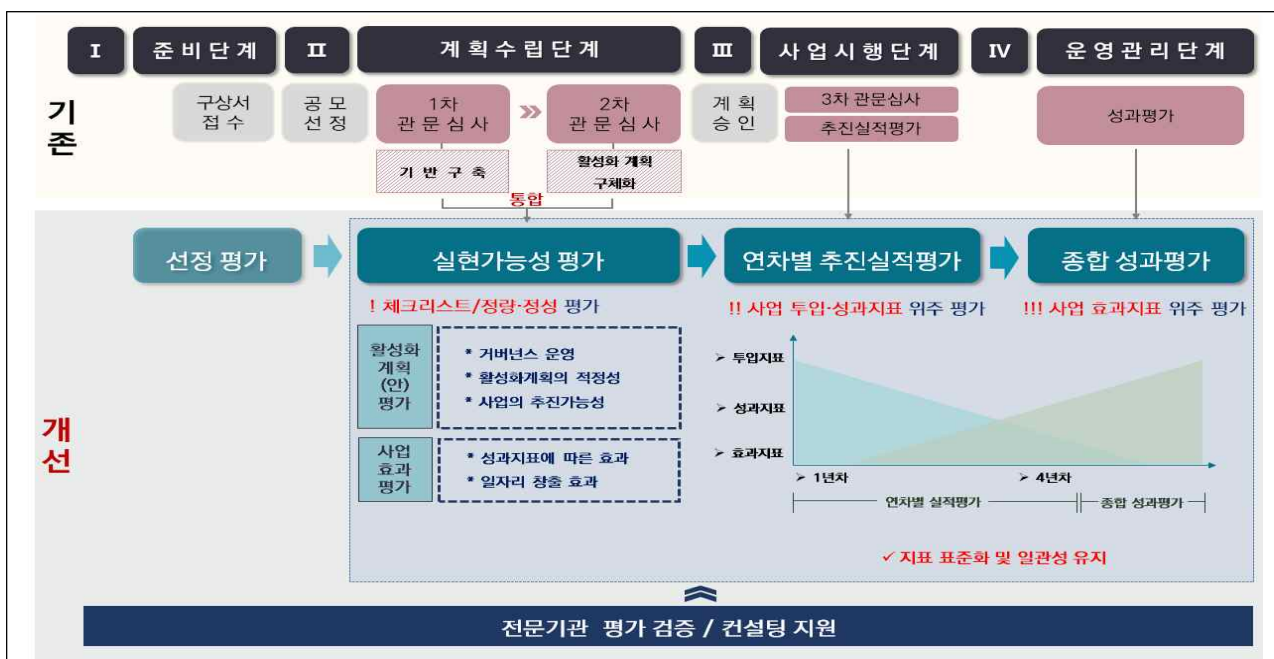 I 준비단계 II 계획수립단계 III 사업시행단계 IV 운영관리단계
기존
구상서
접수
공모
선정
1차
관문심사
»
2차
관문심사
계획
승인
3차 관문심사
추진실적평가
성과평가
기반구축
활성화 계획
구체화
통합
개선
선정 평가
실현가능성 평가
연차별 추진실적평가
종합 성과평가
! 체크리스트/정량·정성 평가
!! 사업 투입·성과지표 위주 평가
!!! 사업 효과지표 위주 평가
활성화
계획
(안)
평가
* 거버넌스 운영
* 활성화계획의 적정성
* 사업의 추진가능성
사업
효과
평가
* 성과지표에 따른 효과
* 일자리 창출 효과
➢ 투입지표
➢ 성과지표
➢ 효과지표
➢ 1년차
➢ 4년차
연차별 실적평가
종합 성과평가
✓ 지표 표준화 및 일관성 유지
전문기관 평가 검증 / 컨설팅 지원